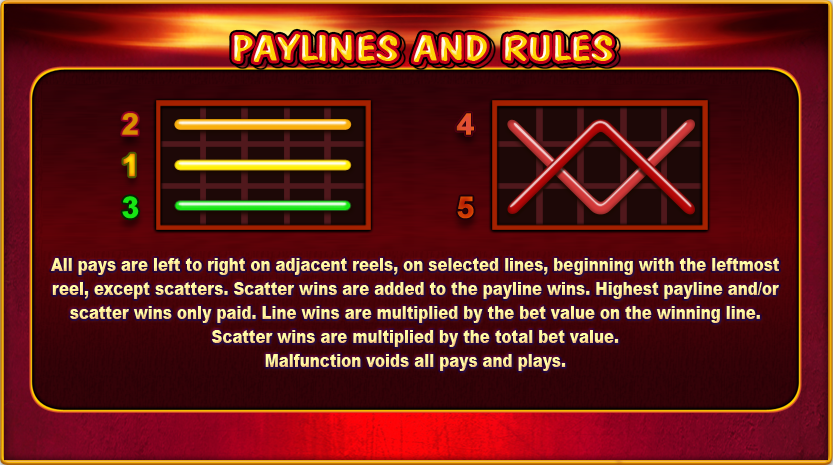 PAYLINES AND RULES
2
1
3
4
5
All pays are left to right on adjacent reels, on selected lines, beginning with the leftmost
reel, except scatters. Scatter wins are added to the payline wins. Highest payline and/or
scatter wins only paid. Line wins are multiplied by the bet value on the winning line.
Scatter wins are multiplied by the total bet value.
Malfunction voids all pays and plays.